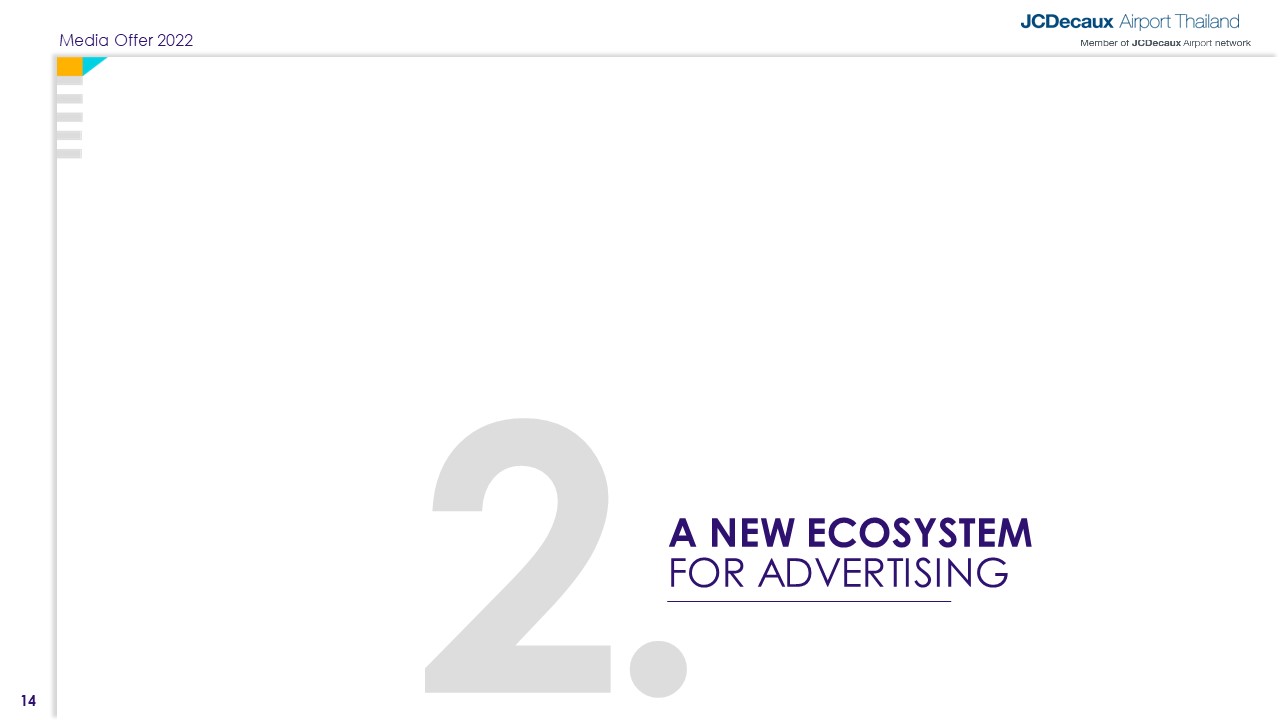 JCDecaux Airport Thailand
Media Offer 2022
Member of JCDecaux Airport network
2.
A NEW ECOSYSTEM
FOR ADVERTISING
14